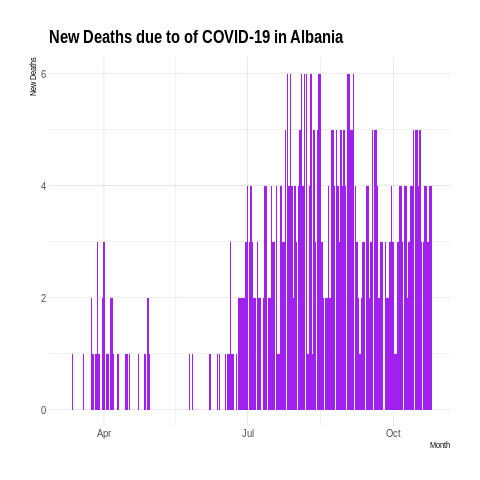 New Deaths due to of COVID-19 in Albania
New Deaths
6
4
2
0
Apr
Jul
Oct
Month